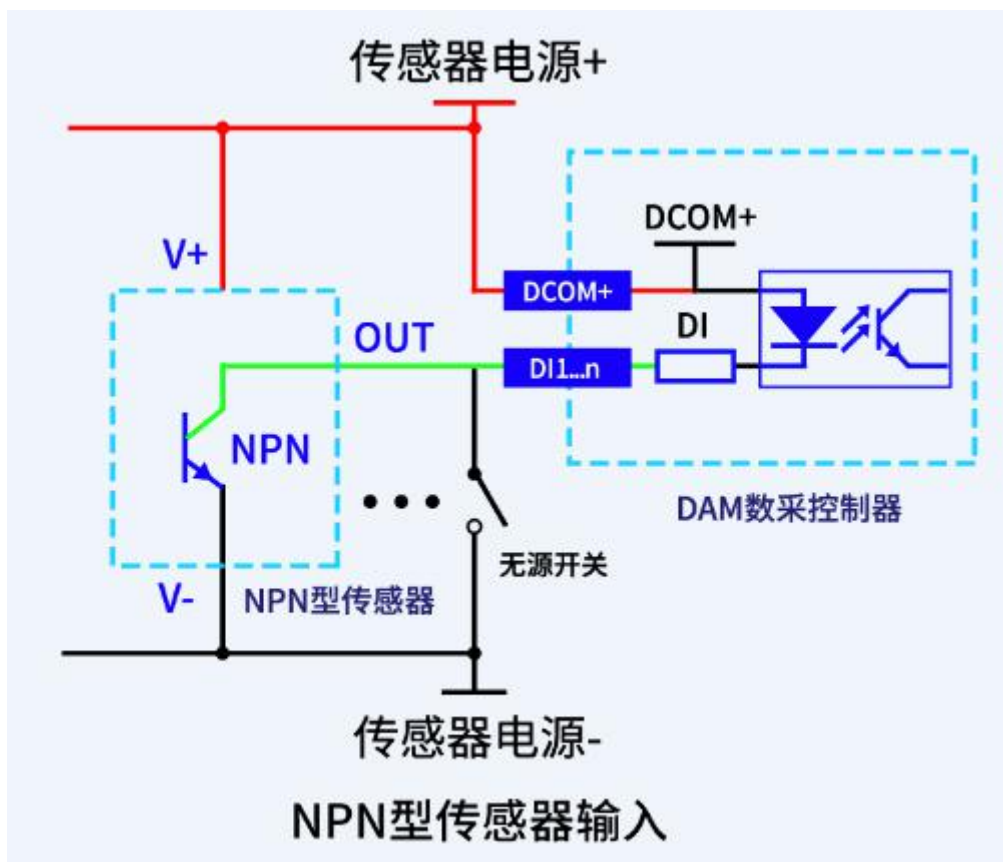 传感器电源+
DCOM+
V+
DCOM+
OUT
DI
DI1...n
NPN
DAM数采控制器
无源开关
V-
NPN型传感器
传感器电源-
NPN型传感器输入